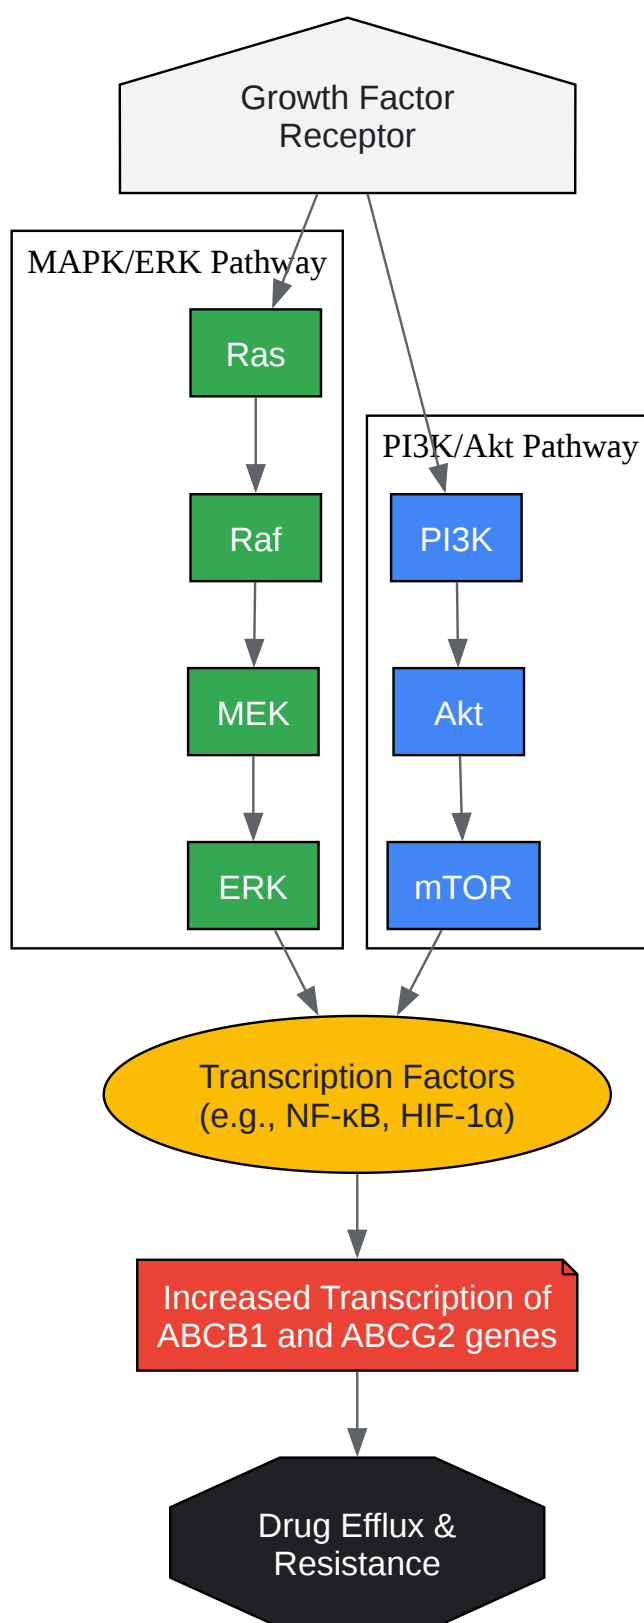 Growth Factor
Receptor
MAPK/ERK Pathway
Ras
Raf
MEK
ERK
PI3K/Akt Pathway
PI3K
Akt
mTOR
Transcription Factors
(e.g., NF-κB, HIF-1α)
Increased Transcription of
ABCB1 and ABCG2 genes
Drug Efflux &
Resistance